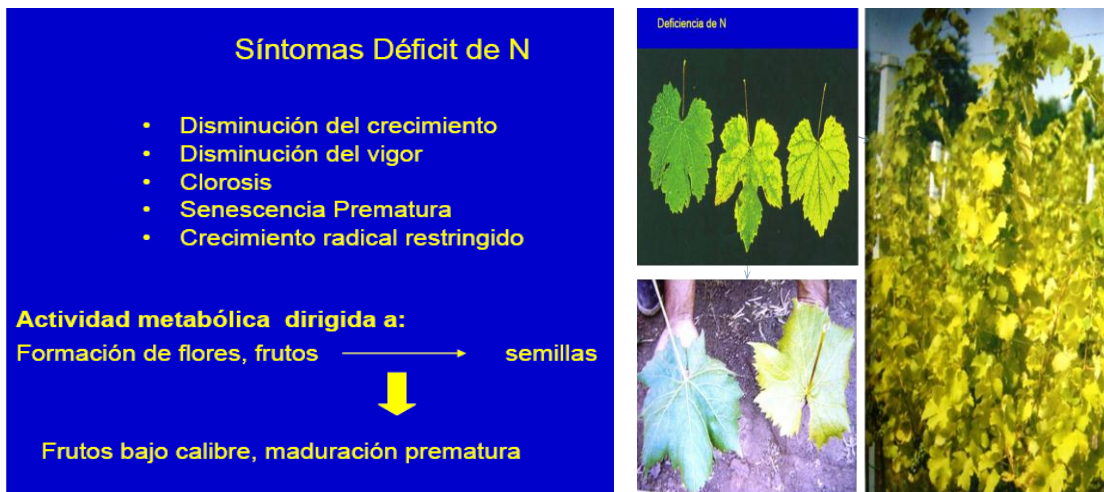 Síntomas Déficit de N
• Disminución del crecimiento
• Disminución del vigor
• Clorosis
• Senescencia Prematura
• Crecimiento radical restringido
Actividad metabólica dirigida a:
Formación de flores, frutos semillas
Frutos bajo calibre, maduración prematura
Deficiencia de N